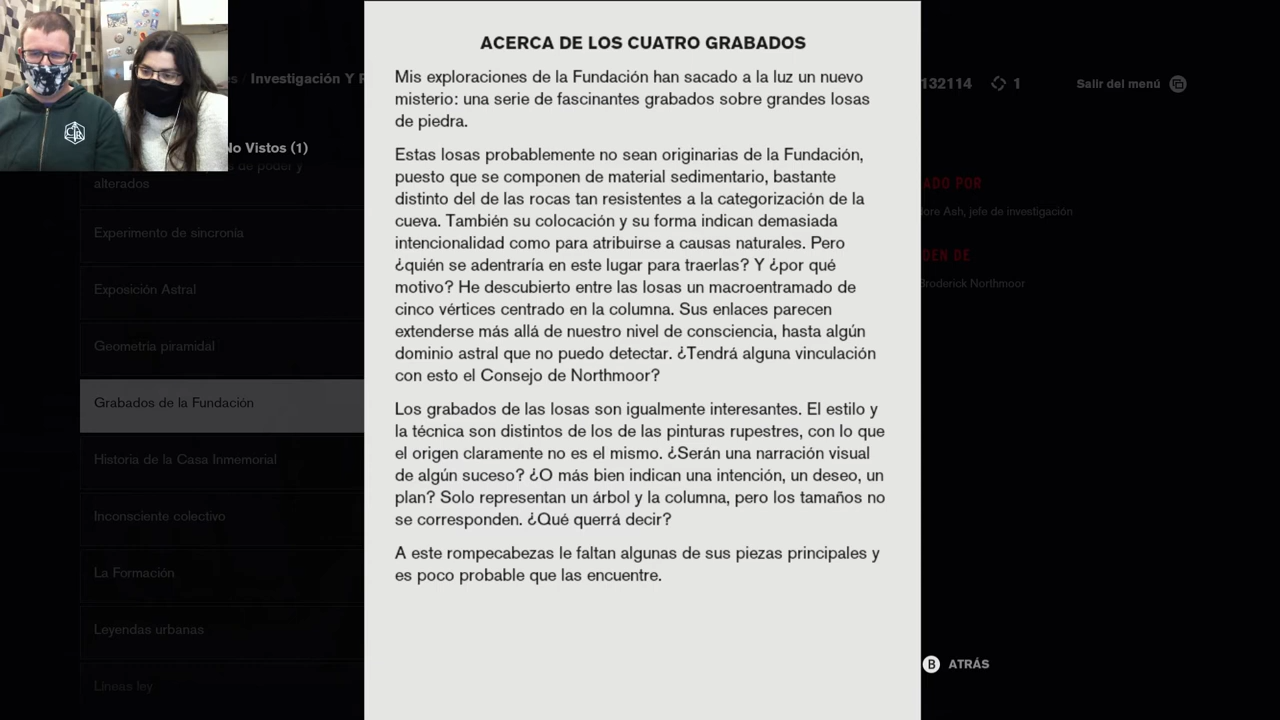 ACERCA DE LOS CUATRO GRABADOS
Mis exploraciones de la Fundación han sacado a la luz un nuevo
misterio: una serie de fascinantes grabados sobre grandes losas
de piedra.
Estas losas probablemente no sean originarias de la Fundación,
puesto que se componen de material sedimentario, bastante
distinto del de las rocas tan resistentes a la categorización de la
cueva. También su colocación y su forma indican demasiada
intencionalidad como para atribuirse a causas naturales. Pero
¿quién se adentraría en este lugar para traerlas? Y ¿por qué
motivo? He descubierto entre las losas un macroentramado de
cinco vértices centrado en la columna. Sus enlaces parecen
extenderse más allá de nuestro nivel de consciencia, hasta algún
dominio astral que no puedo detectar. ¿Tendrá alguna vinculación
con esto el Consejo de Northmoor?
Los grabados de las losas son igualmente interesantes. El estilo y
la técnica son distintos de los de las pinturas rupestres, con lo que
el origen claramente no es el mismo. ¿Serán una narración visual
de algún suceso? ¿O más bien indican una intención, un deseo, un
plan? Solo representan un árbol y la columna, pero los tamaños no
se corresponden. ¿Qué querrá decir?
A este rompecabezas le faltan algunas de sus piezas principales y
es poco probable que las encuentre.
/ Investigación Y
No Vistos (1)
de poder y
alterados
Experimento de sincronía
Exposición Astral
Geometría piramidal
Grabados de la Fundación
Historia de la Casa Inmemorial
Inconsciente colectivo
La Formación
Leyendas urbanas
Líneas ley
132114 1 Salir del menú
ADO POR
ore Ash, jefe de investigación
DEN DE
Broderick Northmoor
B ATRÁS